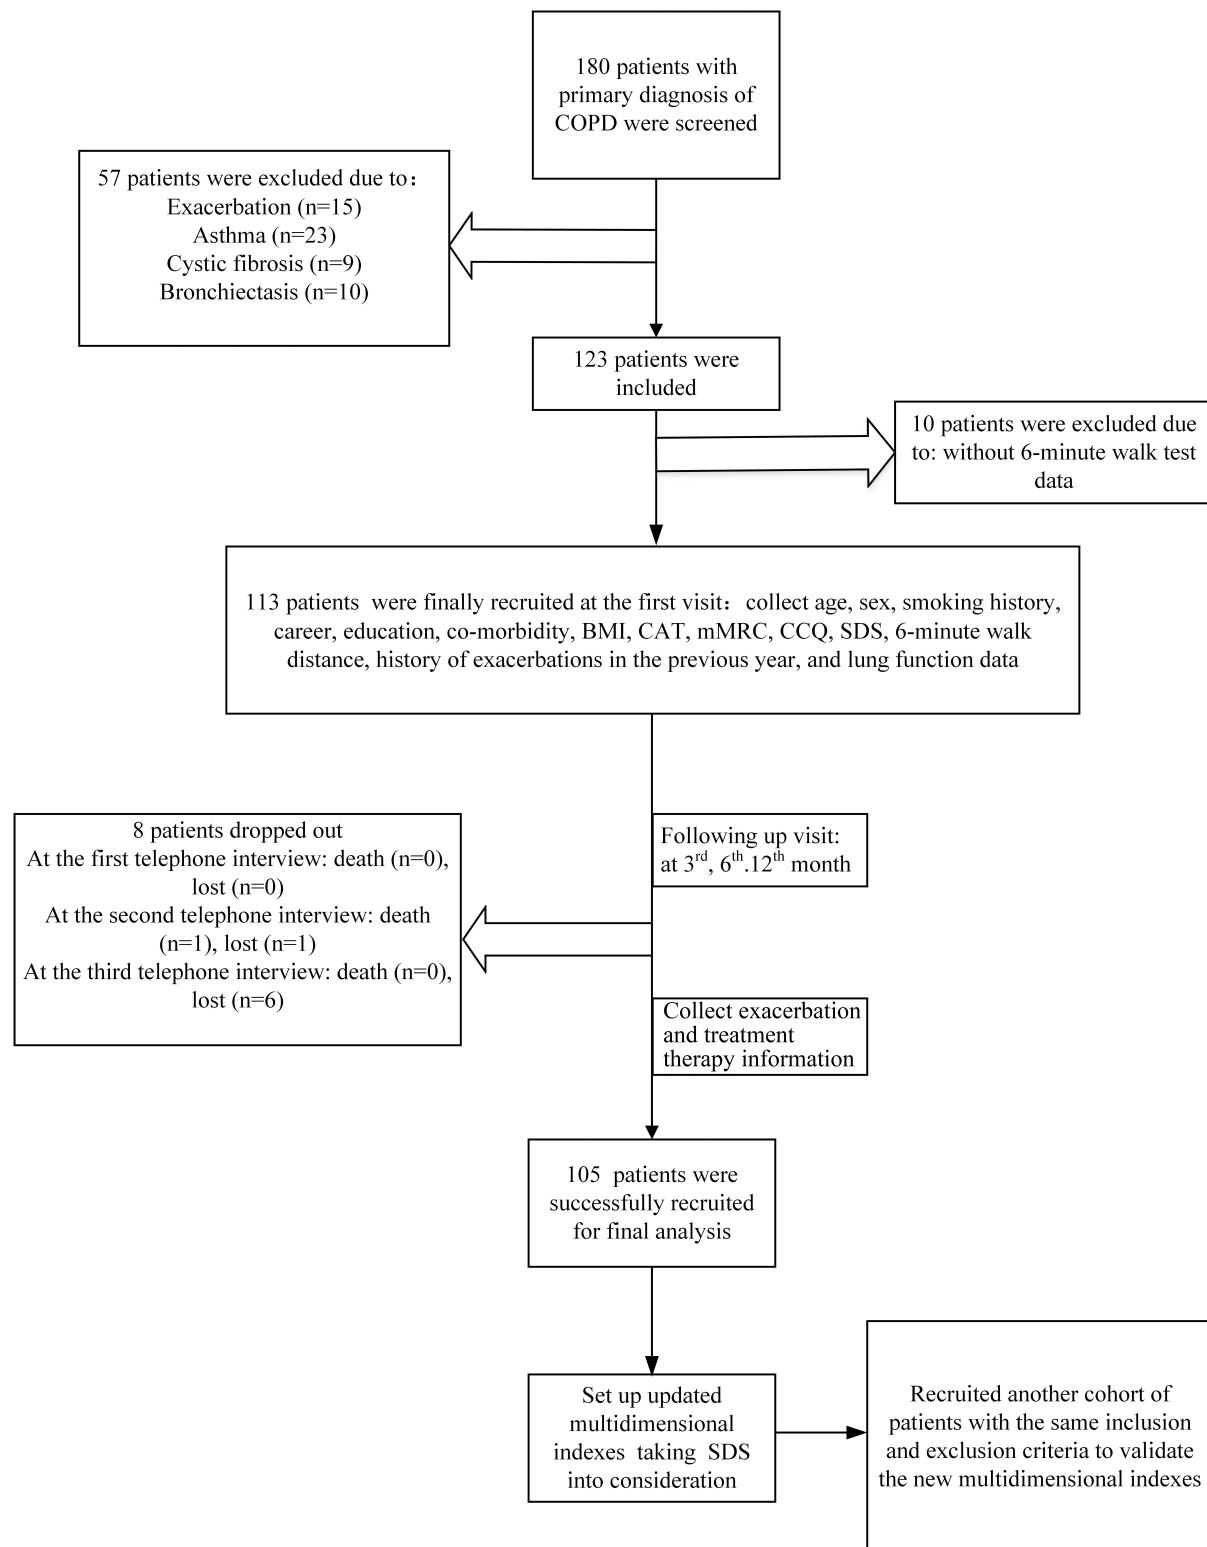 180 patients with
primary diagnosis of
COPD were screened
57 patients were excluded due to：
Exacerbation (n=15)
Asthma (n=23)
Cystic fibrosis (n=9)
Bronchiectasis (n=10)
123 patients were
included
10 patients were excluded due
to: without 6-minute walk test
data
113 patients were finally recruited at the first visit：collect age, sex, smoking history,
career, education, co-morbidity, BMI, CAT, mMRC, CCQ, SDS, 6-minute walk
distance, history of exacerbations in the previous year, and lung function data
8 patients dropped out
At the first telephone interview: death (n=0),
lost (n=0)
At the second telephone interview: death
(n=1), lost (n=1)
At the third telephone interview: death (n=0),
lost (n=6)
Following up visit:
at 3rd, 6th.12th month
Collect exacerbation
and treatment
therapy information
105 patients were
successfully recruited
for final analysis
Set up updated
multidimensional
indexes taking SDS
into consideration
Recruited another cohort of
patients with the same inclusion
and exclusion criteria to validate
the new multidimensional indexes